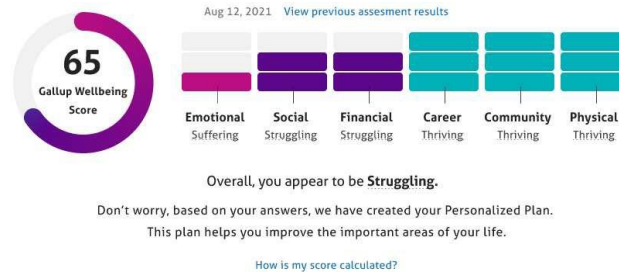 Aug 12, 2021 View previous assesment results
65
Gallup Wellbeing
Score
Emotional Social Financial Career Community Physical
Suffering Struggling Struggling Thriving Thriving Thriving
Overall, you appear to be Struggling.
Don't worry, based on your answers, we have created your Personalized Plan.
This plan helps you improve the important areas of your life.
How is my score calculated?